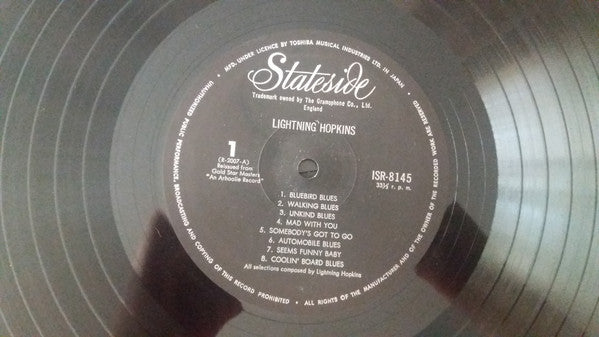 MFD. UNDER LICENCE BY TOSHIBA MUSICAL INDUSTRIES LTD. IN JAPAN •
Stateside
Trademark owned by The Gramophone Co., Ltd.
England
LIGHTNING HOPKINS
1
(R-2007-A)
Reissued from
Gold Star Masters
"An Arhoolie Record"
ISR-8145
33⅓ r. p. m.
1. BLUEBIRD BLUES
2. WALKING BLUES
3. UNKIND BLUES
4. MAD WITH YOU
5. SOMEBODY'S GOT TO GO
6. AUTOMOBILE BLUES
7. SEEMS FUNNY BABY
8. COOLIN' BOARD BLUES
All selections composed by Lightning Hopkins
UNAUTHORIZED PUBLIC PERFORMANCE, BROADCASTING AND COPYING OF THIS RECORD PROHIBITED • ALL RIGHTS OF THE MANUFACTURER AND OF THE OWNER OF THE RECORDED WORK ARE RESERVED